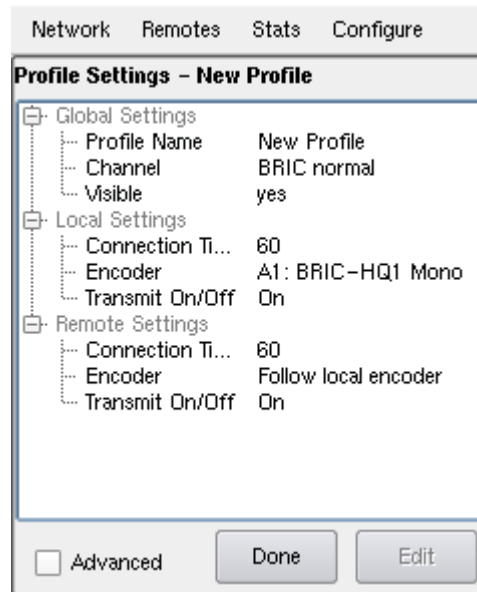 Network Remotes Stats Configure
Profile Settings - New Profile
Global Settings
Profile Name New Profile
Channel BRIC normal
Visible yes
Local Settings
Connection Ti... 60
Encoder A1: BRIC-HQ1 Mono
Transmit On/Off On
Remote Settings
Connection Ti... 60
Encoder Follow local encoder
Transmit On/Off On
Advanced Done Edit